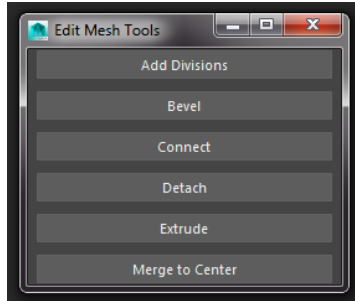 Edit Mesh Tools
Add Divisions
Bevel
Connect
Detach
Extrude
Merge to Center